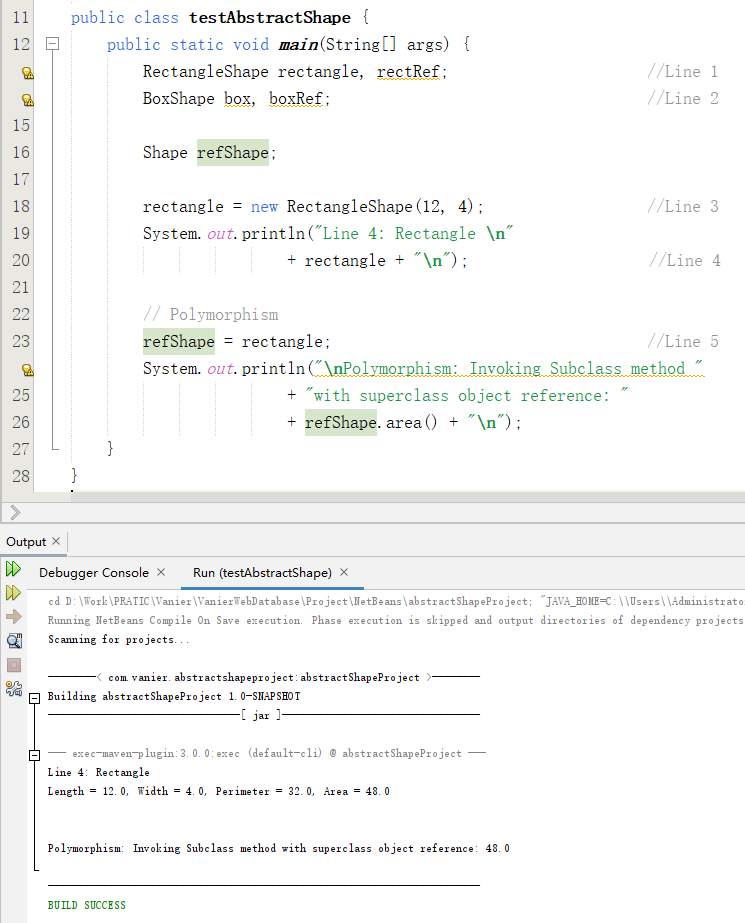 11 public class testAbstractShape {
12 public static void main(String[] args) {
RectangleShape rectangle, rectRef; //Line 1
BoxShape box, boxRef; //Line 2
15
16 Shape refShape;
17
18 rectangle = new RectangleShape(12, 4); //Line 3
19 System.out.println("Line 4: Rectangle \n"
20 + rectangle + "\n"); //Line 4
21
22 // Polymorphism
23 refShape = rectangle; //Line 5
System.out.println("\nPolymorphism: Invoking Subclass method "
25 + "with superclass object reference: "
26 + refShape.area() + "\n");
27 }
28 }
Output ×
Debugger Console × Run (testAbstractShape) ×
cd D:\Work\PRATIC\Vanier\VanierWebDatabase\Project\NetBeans\abstractShapeProject; "JAVA_HOME=C:\\Users\\Administrato
Running NetBeans Compile On Save execution. Phase execution is skipped and output directories of dependency projects
Scanning for projects...
--------< com.vanier.abstractshapeproject:abstractShapeProject >--------
Building abstractShapeProject 1.0-SNAPSHOT
--------------------------------[ jar ]---------------------------------
--- exec-maven-plugin:3.0.0:exec (default-cli) @ abstractShapeProject ---
Line 4: Rectangle
Length = 12.0, Width = 4.0, Perimeter = 32.0, Area = 48.0
Polymorphism: Invoking Subclass method with superclass object reference: 48.0
------------------------------------------------------------------------
BUILD SUCCESS